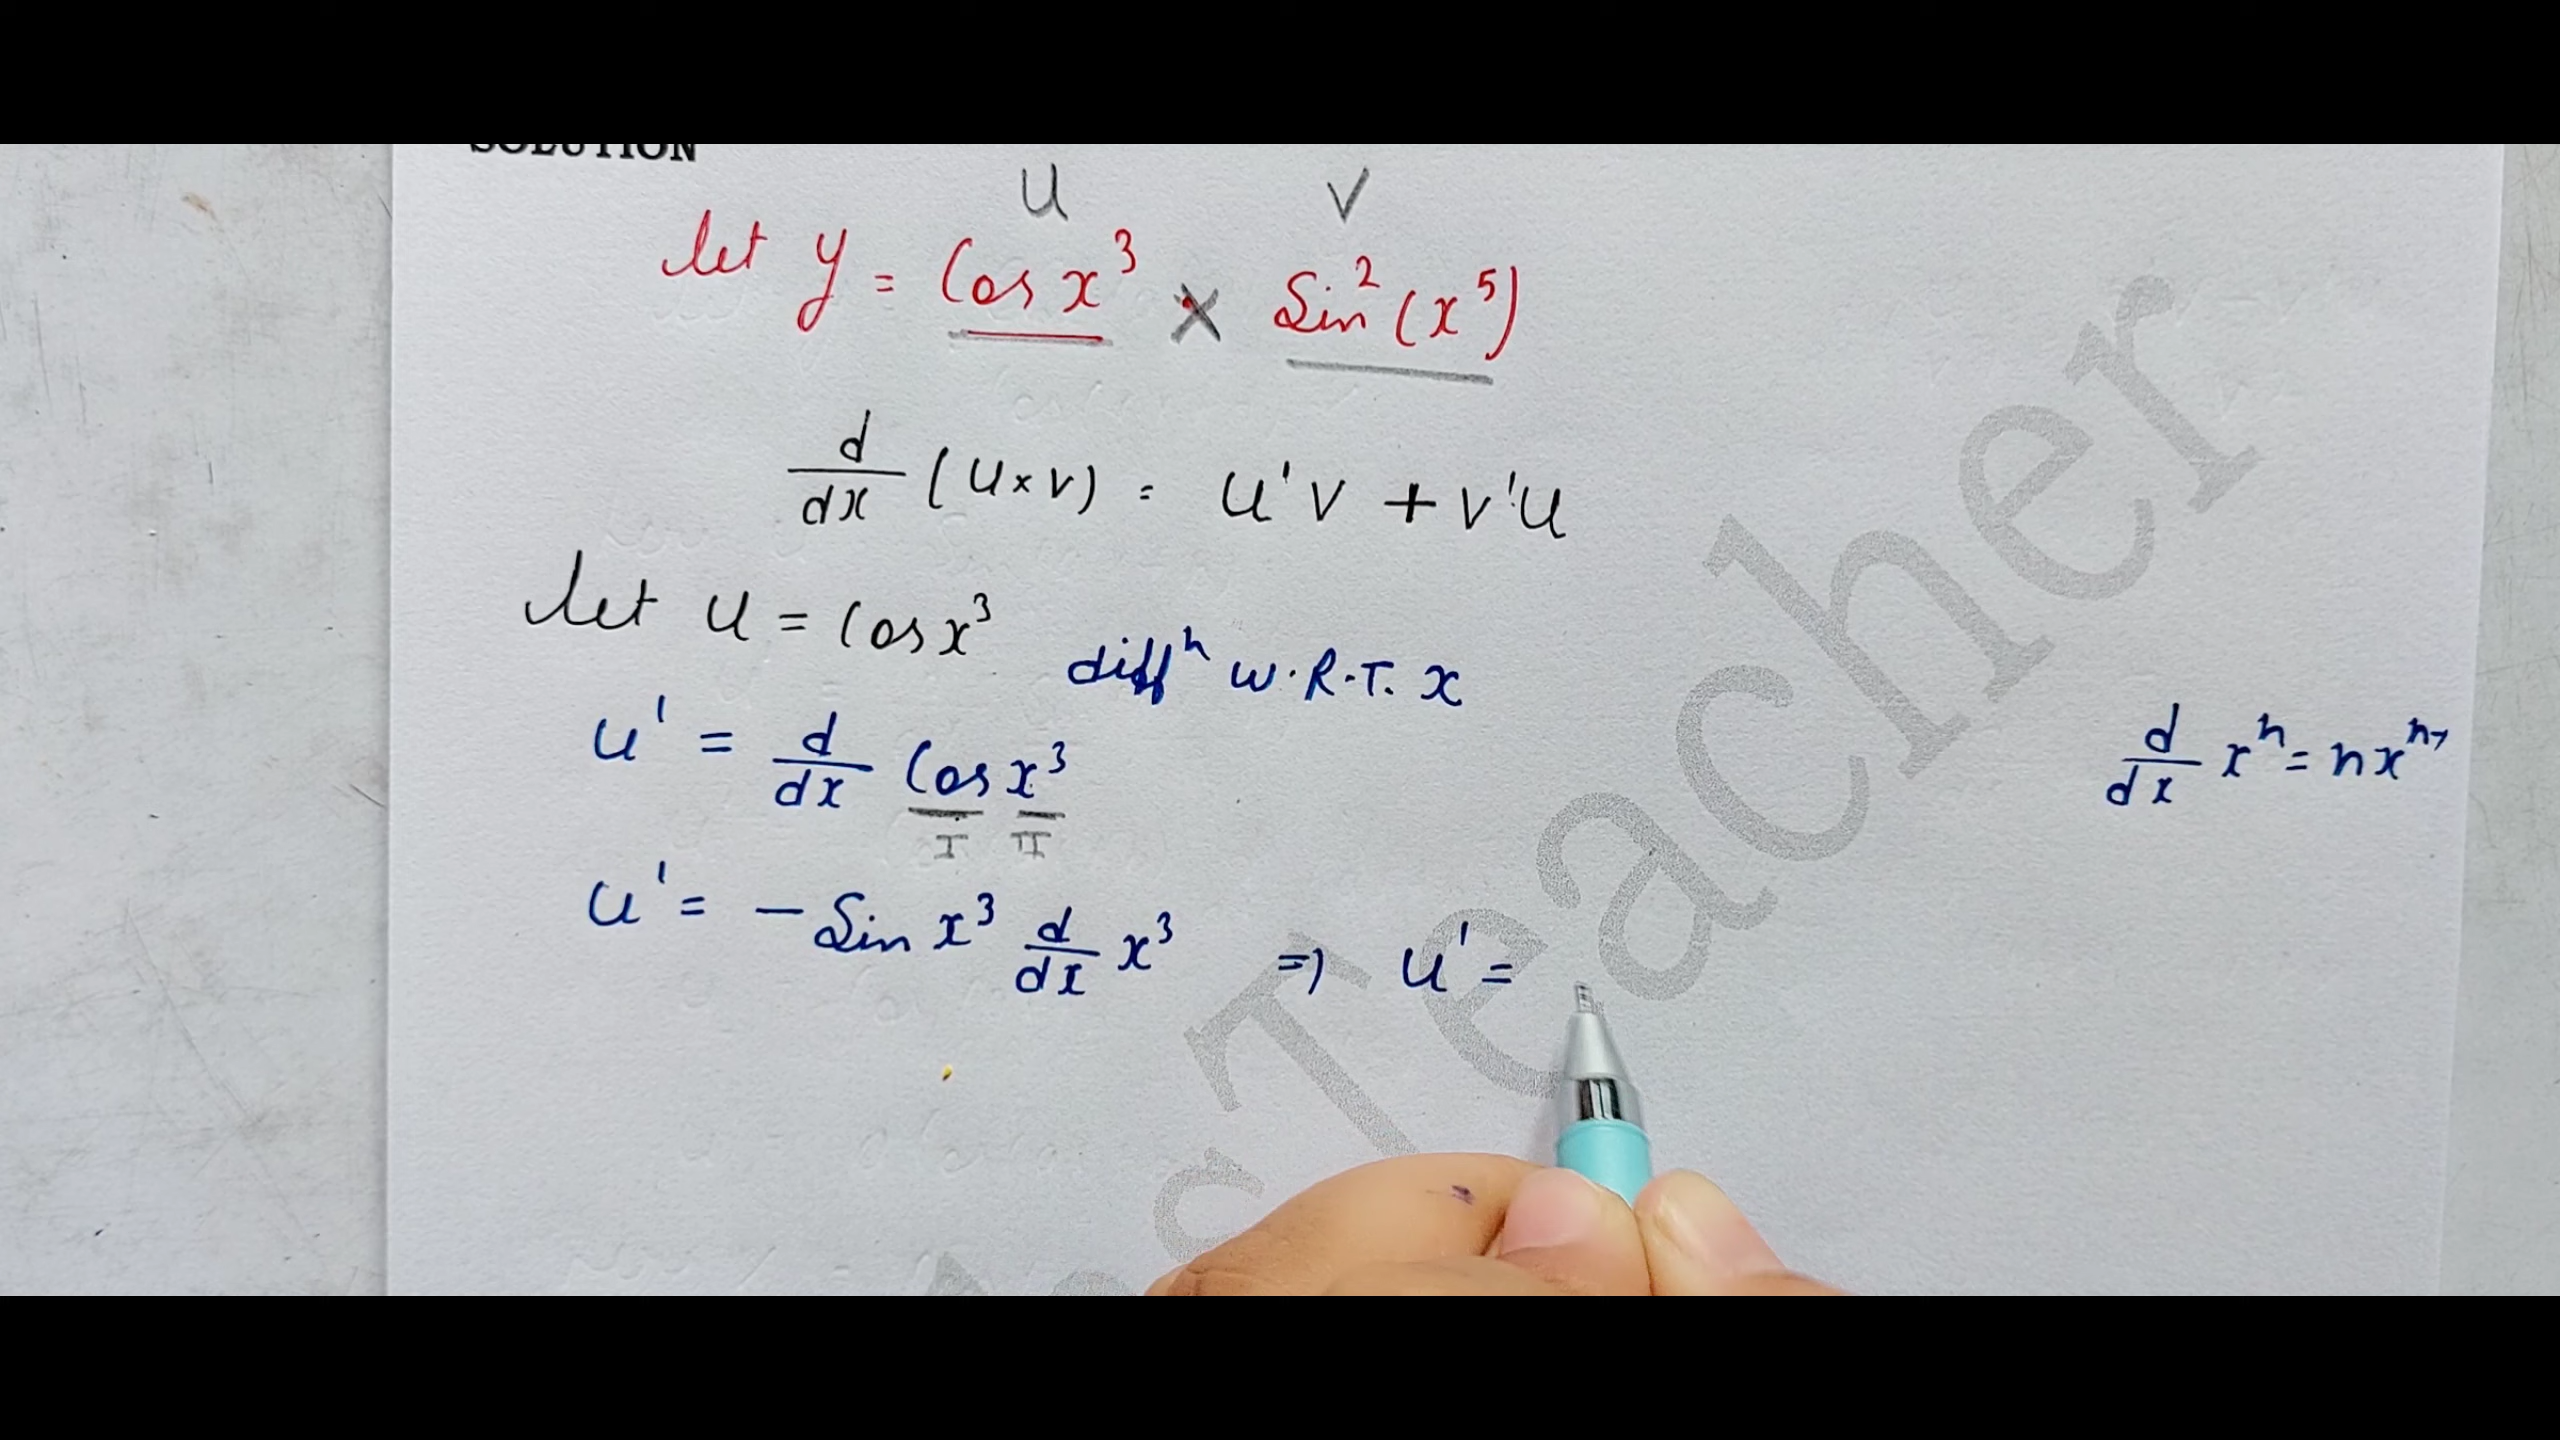 SOLUTION
U V
let y = Cos x³ × Sin² (x⁵)
d/dx (U × V) = U'V + V'U
let U = Cos x³
diffⁿ W.R.T. x
U' = d/dx Cos x³
I II
d/dx xⁿ = nxⁿ⁻
U' = - Sin x³ d/dx x³ ⇒ U' =
Teacher